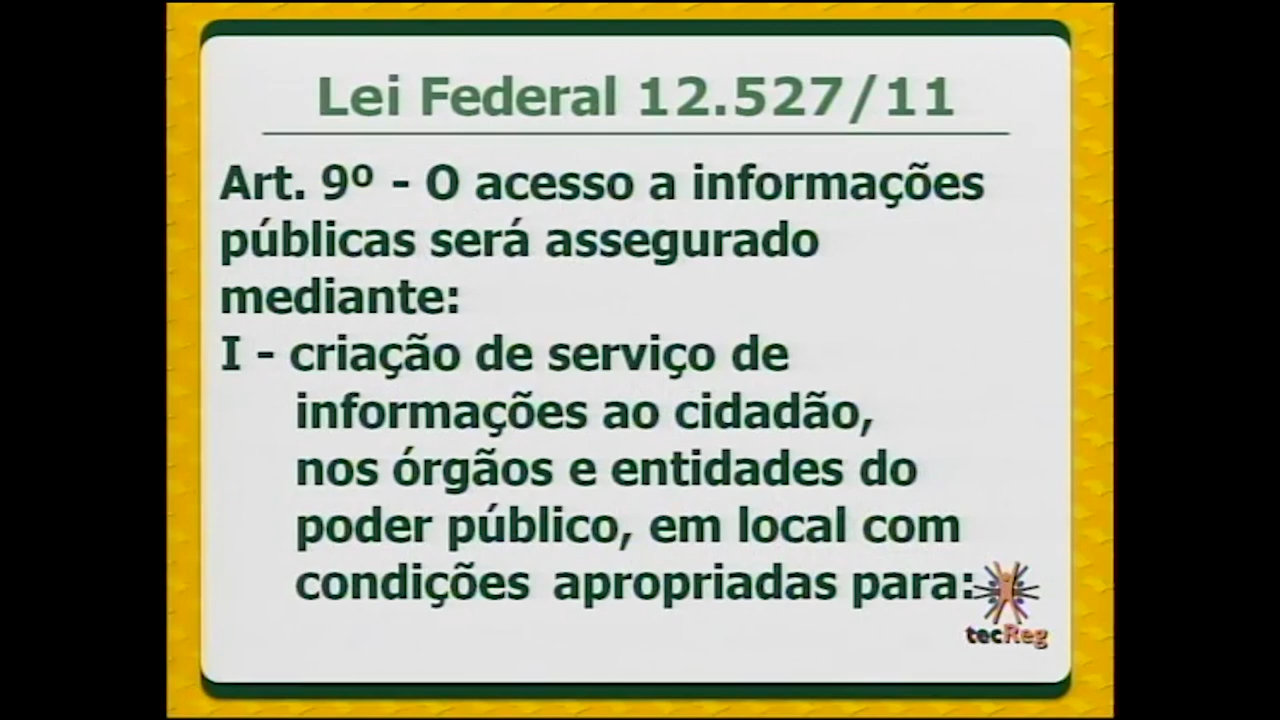 Lei Federal 12.527/11
Art. 9º - O acesso a informações
públicas será assegurado
mediante:
I - criação de serviço de
informações ao cidadão,
nos órgãos e entidades do
poder público, em local com
condições apropriadas para:
tecReg